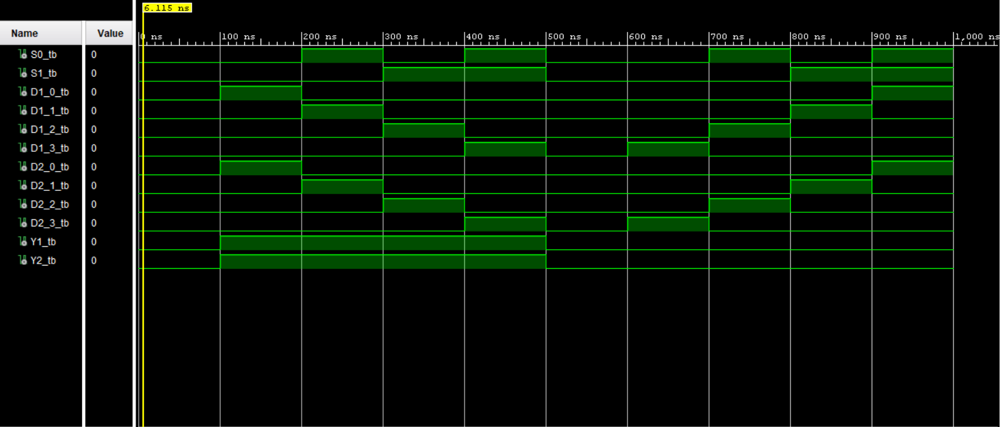 6.115 ns
Name Value
0 ns 100 ns 200 ns 300 ns 400 ns 500 ns 600 ns 700 ns 800 ns 900 ns 1,000 ns
S0_tb 0
S1_tb 0
D1_0_tb 0
D1_1_tb 0
D1_2_tb 0
D1_3_tb 0
D2_0_tb 0
D2_1_tb 0
D2_2_tb 0
D2_3_tb 0
Y1_tb 0
Y2_tb 0